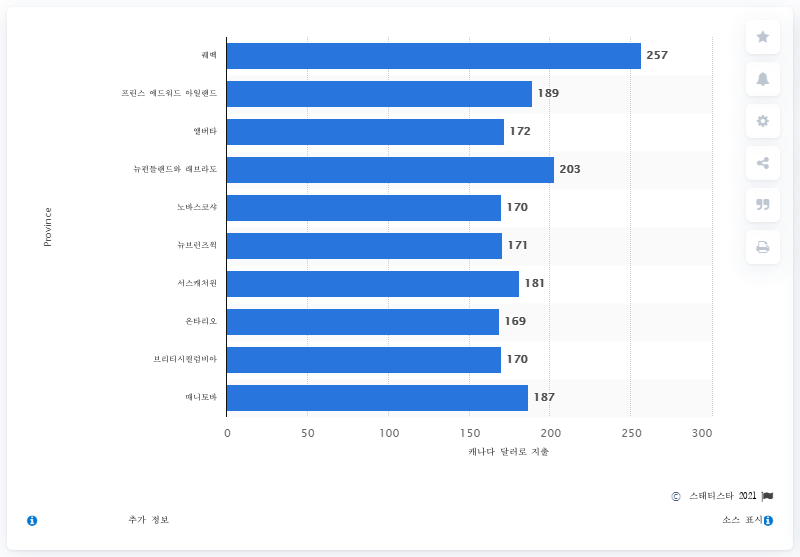 퀘벡 257
프린스 에드워드 아일랜드 189
앨버타 172
뉴펀들랜드와 래브라도 203
노바스코샤 170
Province
뉴브런즈윅 171
서스캐처원 181
온타리오 169
브리티시컬럼비아 170
매니토바 187
0 50 100 150 200 250 300
캐나다 달러로 지출
© 스태티스타 2021
추가 정보 소스 표시